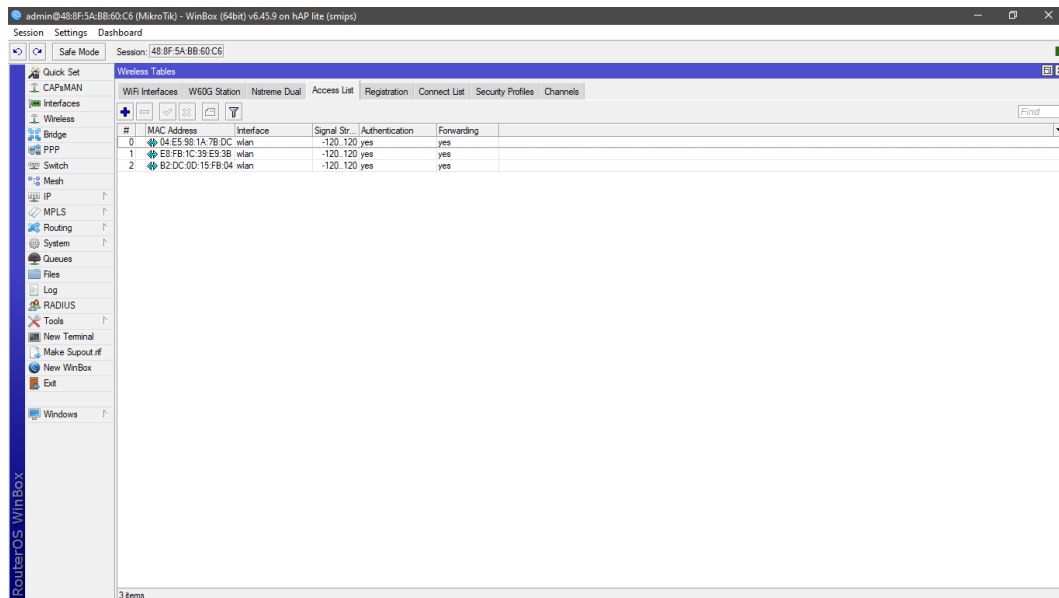 admin@48:8F:5A:BB:60:C6 (MikroTik) - WinBox (64bit) v6.45.9 on hAP lite (smips)
Session Settings Dashboard
Safe Mode Session: 48:8F:5A:BB:60:C6
Quick Set
CAPsMAN
Interfaces
Wireless
Bridge
PPP
Switch
Mesh
IP
MPLS
Routing
System
Queues
Files
Log
RADIUS
Tools
New Terminal
Make Supout.rif
New WinBox
Exit
Windows
RouterOS WinBox
Wireless Tables
WiFi Interfaces W60G Station Nstreme Dual Access List Registration Connect List Security Profiles Channels
Find
# MAC Address Interface Signal Str... Authentication Forwarding
0 04:E5:98:1A:7B:DC wlan -120..120 yes yes
1 E8:FB:1C:39:E9:3B wlan -120..120 yes yes
2 B2:DC:0D:15:FB:04 wlan -120..120 yes yes
3 items